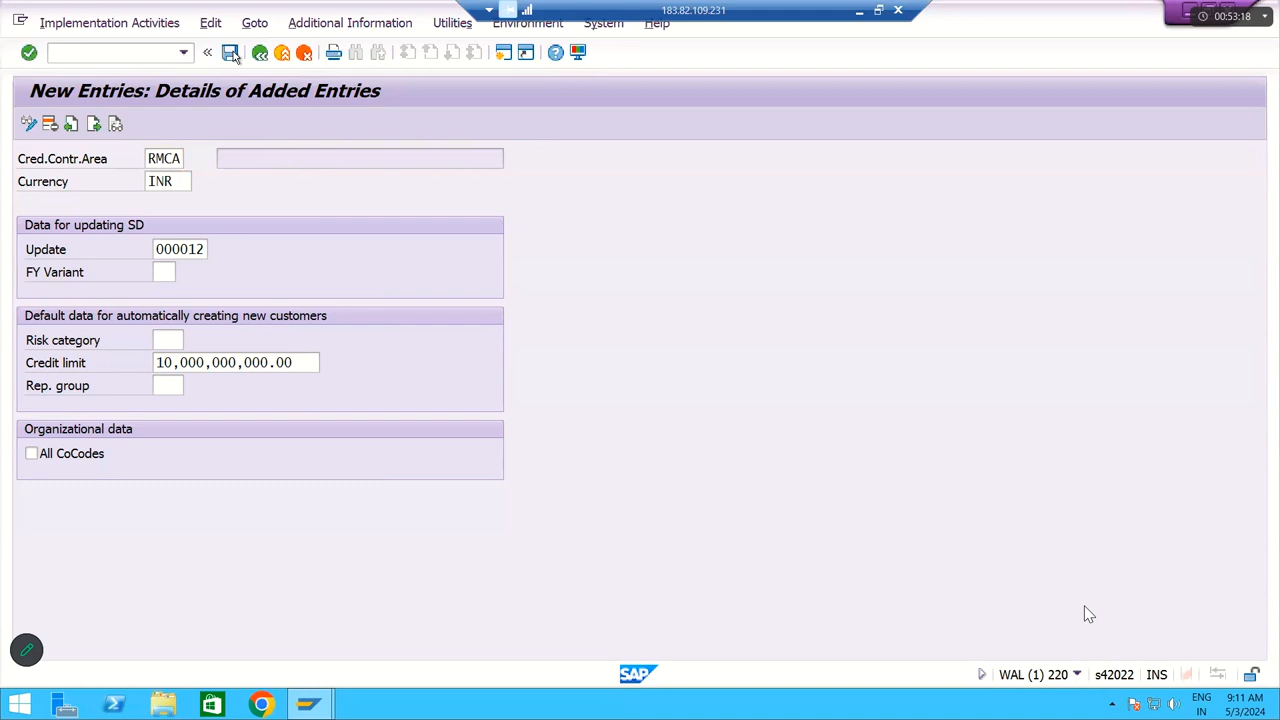 183.82.109.231
Implementation Activities Edit Goto Additional Information Utilities Environment System Help
00:53:18
New Entries: Details of Added Entries
Cred.Contr.Area RMCA
Currency INR
Data for updating SD
Update 000012
FY Variant
Default data for automatically creating new customers
Risk category
Credit limit 10,000,000,000.00
Rep. group
Organizational data
All CoCodes
SAP
WAL (1) 220 s42022 INS
ENG 9:11 AM
IN 5/3/2024